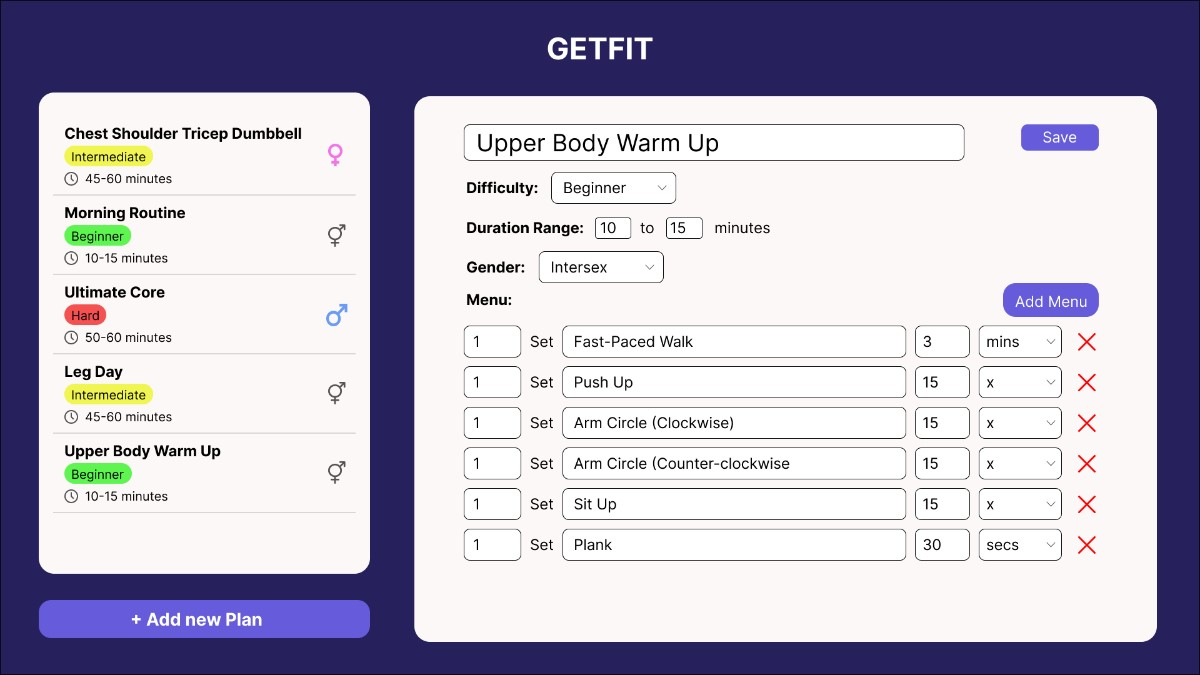 GETFIT
Chest Shoulder Tricep Dumbbell
Intermediate
45-60 minutes
Morning Routine
Beginner
10-15 minutes
Ultimate Core
Hard
50-60 minutes
Leg Day
Intermediate
45-60 minutes
Upper Body Warm Up
Beginner
10-15 minutes
+ Add new Plan
Upper Body Warm Up
Save
Difficulty: Beginner
Duration Range: 10 to 15 minutes
Gender: Intersex
Menu:
Add Menu
1 Set Fast-Paced Walk 3 mins
1 Set Push Up 15 x
1 Set Arm Circle (Clockwise) 15 x
1 Set Arm Circle (Counter-clockwise 15 x
1 Set Sit Up 15 x
1 Set Plank 30 secs